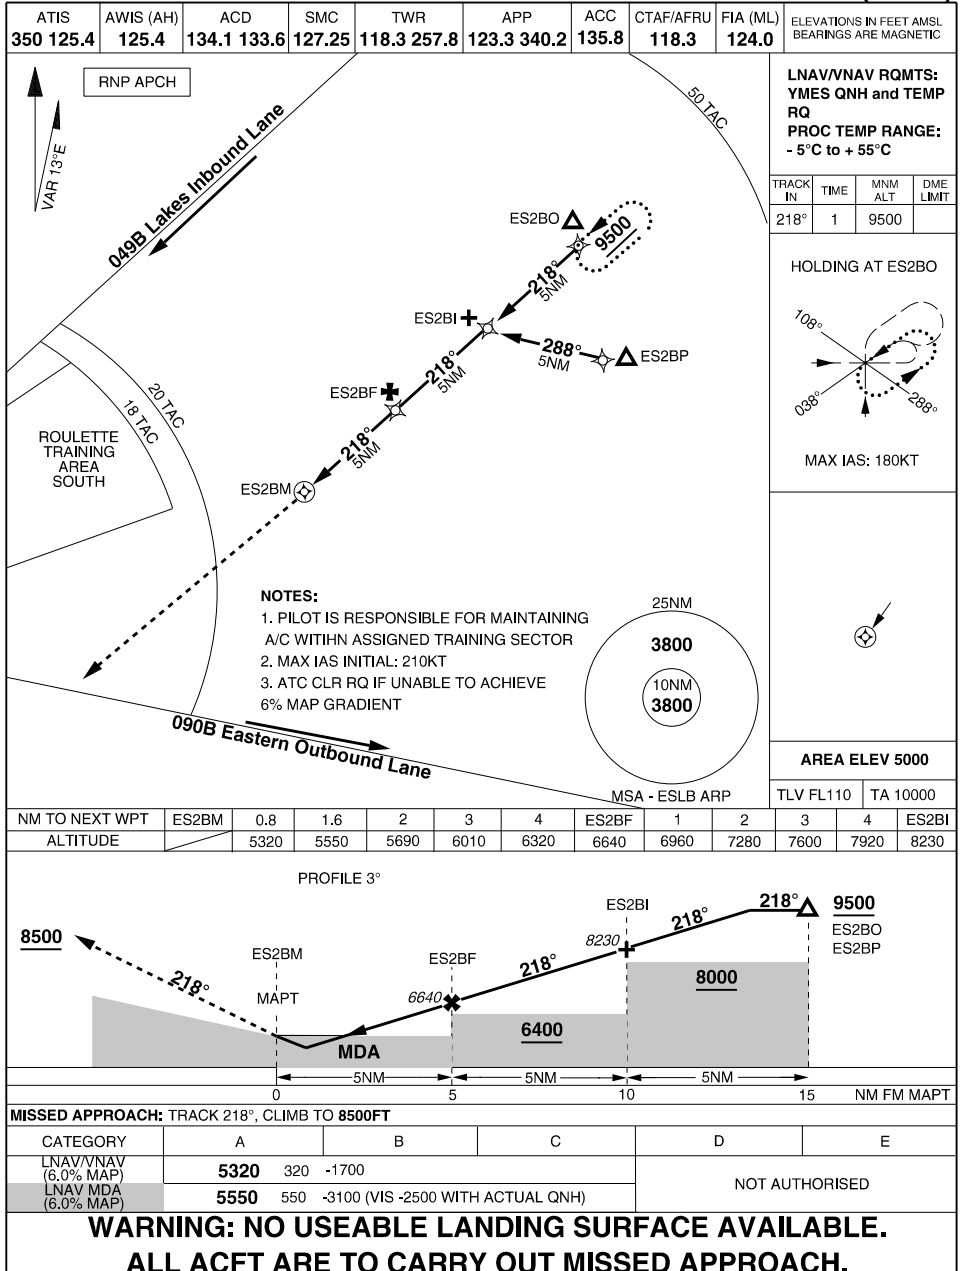 ATIS AWIS (AH) ACD SMC TWR APP ACC CTAF/AFRU FIA (ML)
350 125.4 125.4 134.1 133.6 127.25 118.3 257.8 123.3 340.2 135.8 118.3 124.0
ELEVATIONS IN FEET AMSL
BEARINGS ARE MAGNETIC
RNP APCH
VAR 13°E
049B Lakes Inbound Lane
50 TAC
LNAV/VNAV RQMTS:
YMES QNH and TEMP
RQ
PROC TEMP RANGE:
- 5°C to + 55°C
TRACK IN TIME MNM ALT DME LIMIT
218° 1 9500
HOLDING AT ES2BO
108°
038°
288°
MAX IAS: 180KT
ES2BO
9500
218°
5NM
ES2BI
288°
5NM
ES2BP
218°
5NM
ES2BF
218°
5NM
ES2BM
20 TAC
18 TAC
ROULETTE
TRAINING
AREA
SOUTH
NOTES:
1. PILOT IS RESPONSIBLE FOR MAINTAINING
A/C WITIHN ASSIGNED TRAINING SECTOR
2. MAX IAS INITIAL: 210KT
3. ATC CLR RQ IF UNABLE TO ACHIEVE
6% MAP GRADIENT
25NM
3800
10NM
3800
MSA - ESLB ARP
090B Eastern Outbound Lane
AREA ELEV 5000
TLV FL110 TA 10000
NM TO NEXT WPT ES2BM 0.8 1.6 2 3 4 ES2BF 1 2 3 4 ES2BI
ALTITUDE 5320 5550 5690 6010 6320 6640 6960 7280 7600 7920 8230
PROFILE 3°
8500
218°
ES2BM
MAPT
MDA
ES2BF
6640
218°
6400
ES2BI
8230
218°
8000
218°
9500
ES2BO
ES2BP
5NM 5NM 5NM
0 5 10 15 NM FM MAPT
MISSED APPROACH: TRACK 218°, CLIMB TO 8500FT
CATEGORY A B C D E
LNAV/VNAV
(6.0% MAP)
5320 320 -1700
LNAV MDA
(6.0% MAP)
5550 550 -3100 (VIS -2500 WITH ACTUAL QNH)
NOT AUTHORISED
WARNING: NO USEABLE LANDING SURFACE AVAILABLE.
ALL ACFT ARE TO CARRY OUT MISSED APPROACH.